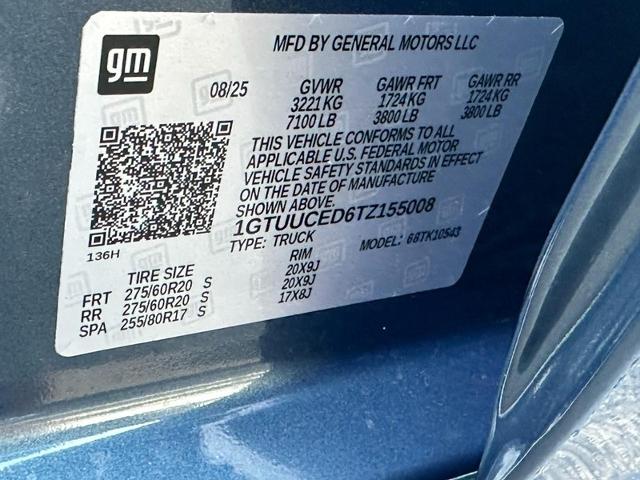 gm
MFD BY GENERAL MOTORS LLC
08/25 GVWR GAWR FRT GAWR RR
3221 KG 1724 KG 1724 KG
7100 LB 3800 LB 3800 LB
THIS VEHICLE CONFORMS TO ALL
APPLICABLE U.S. FEDERAL MOTOR
VEHICLE SAFETY STANDARDS IN EFFECT
ON THE DATE OF MANUFACTURE
SHOWN ABOVE.
1GTUUCED6TZ155008
TYPE: TRUCK MODEL: 6BTK10543
136H
TIRE SIZE RIM
FRT 275/60R20 S 20X9J
RR 275/60R20 S 20X9J
SPA 255/80R17 S 17X8J